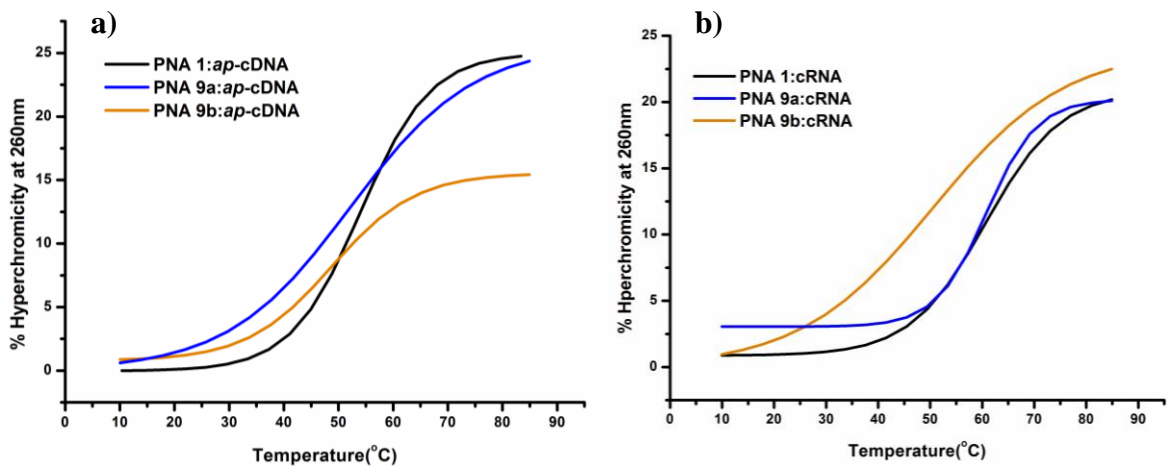 a)
PNA 1:ap-cDNA
PNA 9a:ap-cDNA
PNA 9b:ap-cDNA
% Hyperchromicity at 260nm
25
20
15
10
5
0
0 10 20 30 40 50 60 70 80 90
Temperature(°C)
b)
PNA 1:cRNA
PNA 9a:cRNA
PNA 9b:cRNA
% Hperchromicity at 260nm
25
20
15
10
5
0
0 10 20 30 40 50 60 70 80 90
Temperature(°C)